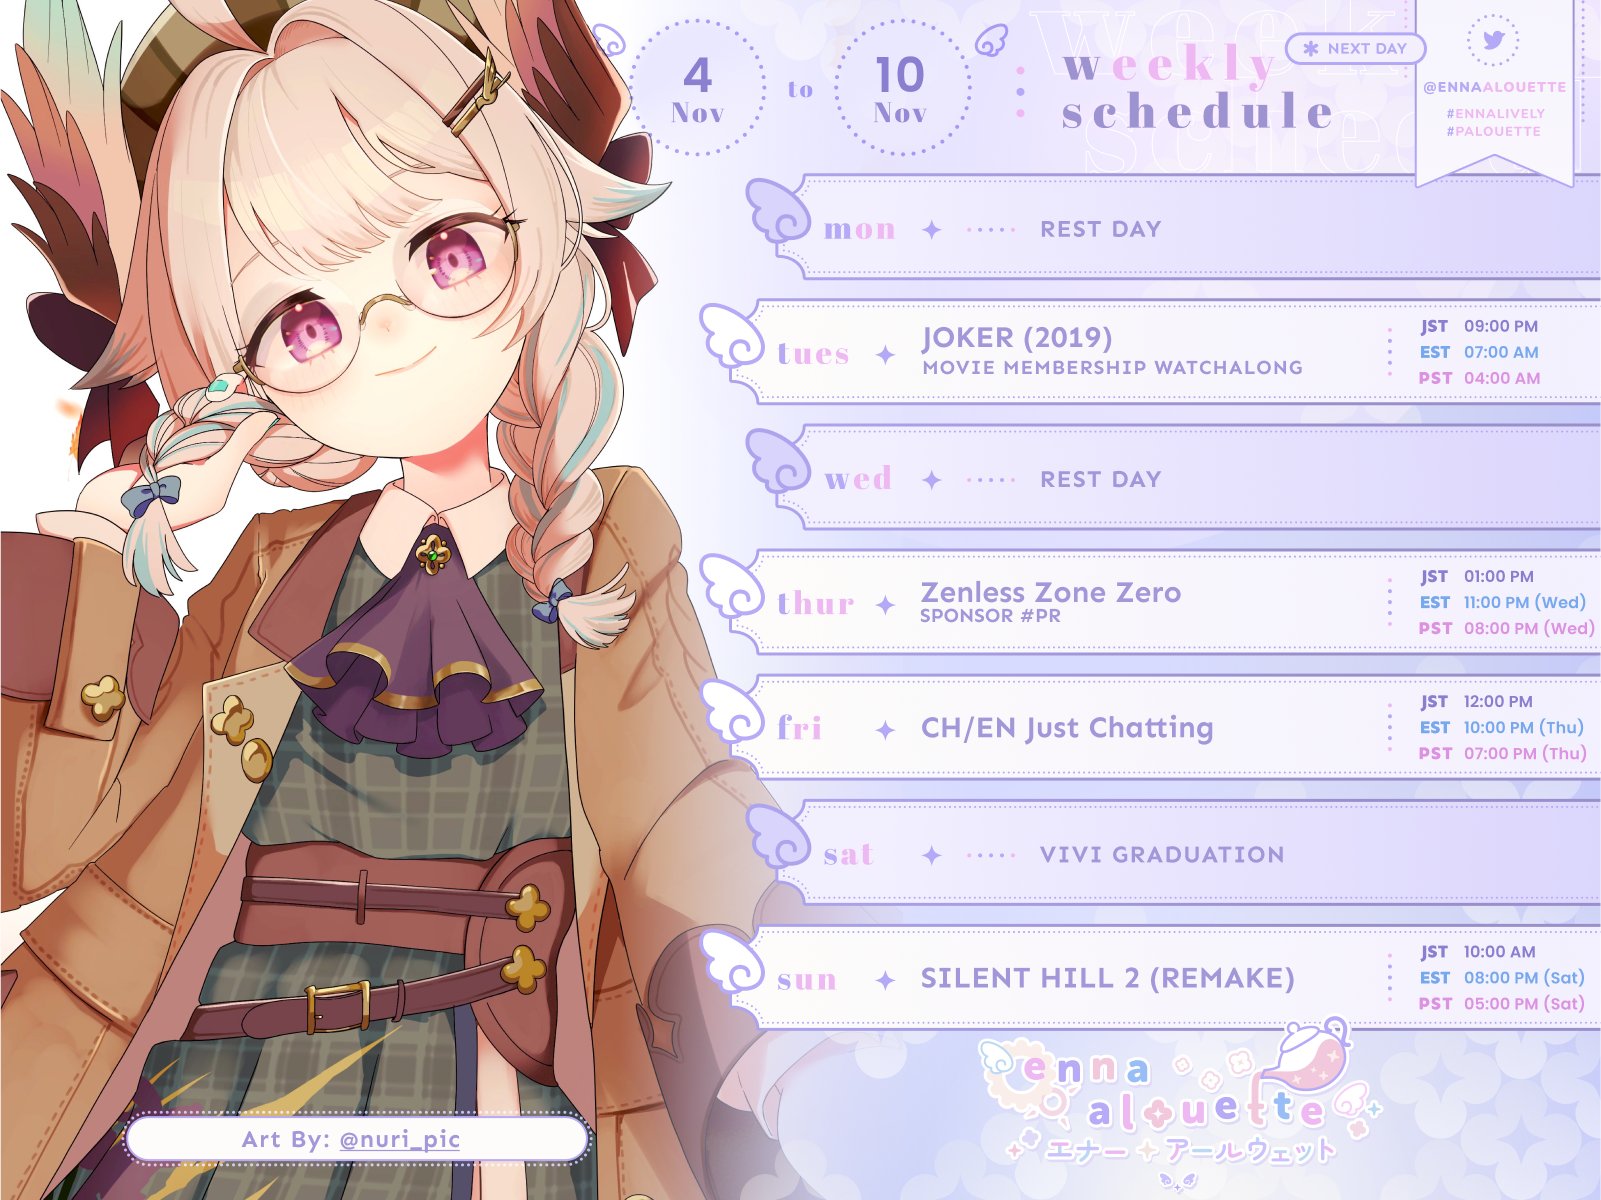 4
Nov
to
10
Nov
weekly
schedule
week
sched
✱ NEXT DAY
@ENNAALOUETTE
#ENNALIVELY
#PALOUETTE
mon REST DAY
tues JOKER (2019)
MOVIE MEMBERSHIP WATCHALONG
JST 09:00 PM
EST 07:00 AM
PST 04:00 AM
wed REST DAY
thur Zenless Zone Zero
SPONSOR #PR
JST 01:00 PM
EST 11:00 PM (Wed)
PST 08:00 PM (Wed)
fri CH/EN Just Chatting
JST 12:00 PM
EST 10:00 PM (Thu)
PST 07:00 PM (Thu)
sat VIVI GRADUATION
sun SILENT HILL 2 (REMAKE)
JST 10:00 AM
EST 08:00 PM (Sat)
PST 05:00 PM (Sat)
enna
alouette
エナー アールウェット
Art By: @nuri_pic